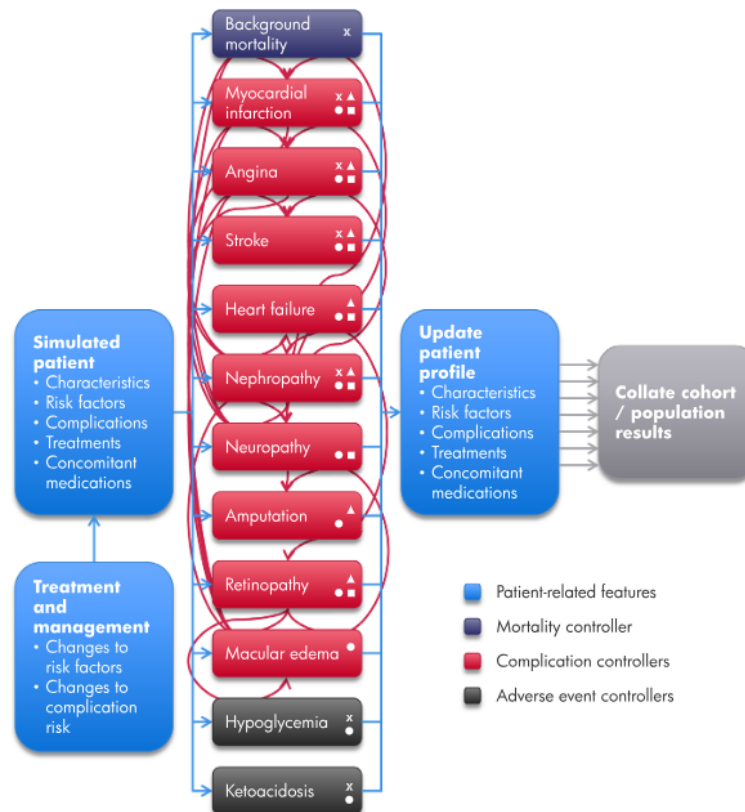 Background
mortality
x
Myocardial
infarction
x
Angina
x
Stroke
x
Heart failure
Nephropathy
x
Neuropathy
Amputation
Retinopathy
Macular edema
Hypoglycemia
x
Ketoacidosis
x
Simulated
patient
• Characteristics
• Risk factors
• Complications
• Treatments
• Concomitant
medications
Treatment
and
management
• Changes to
risk factors
• Changes to
complication
risk
Update
patient
profile
• Characteristics
• Risk factors
• Complications
• Treatments
• Concomitant
medications
Collate cohort
/ population
results
Patient-related features
Mortality controller
Complication controllers
Adverse event controllers